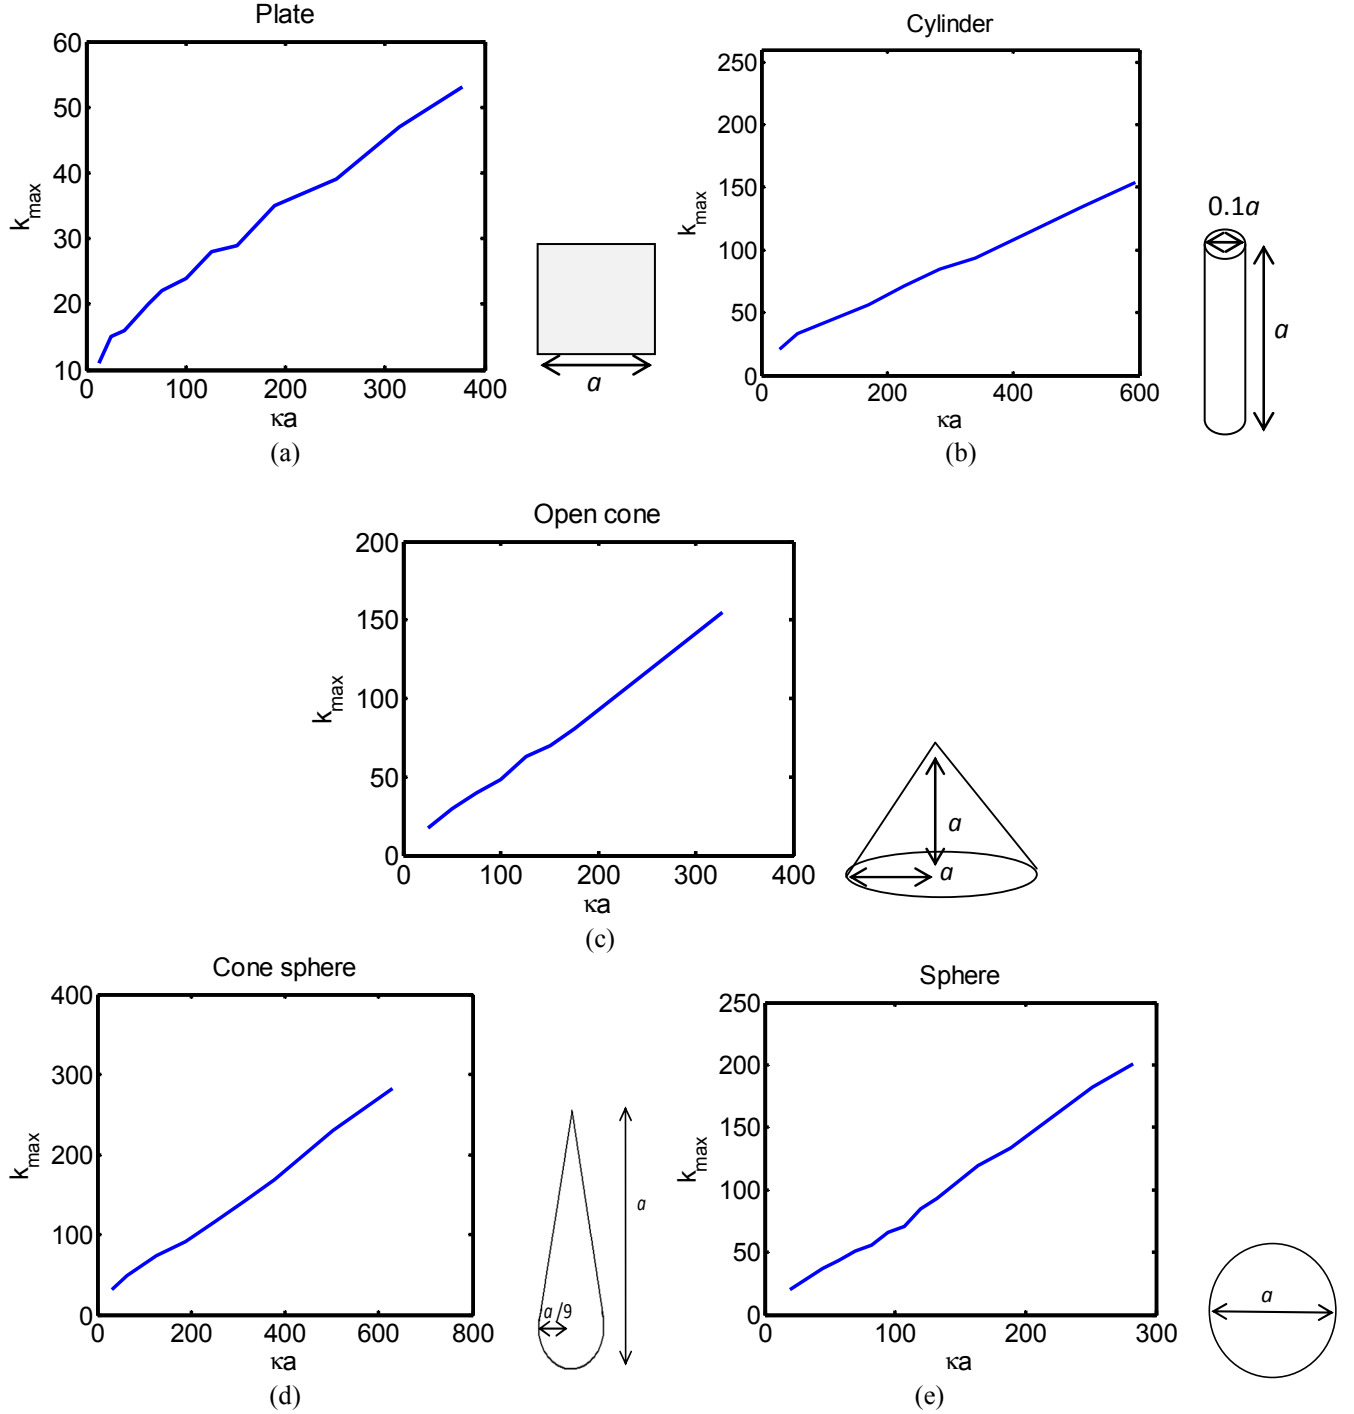 Plate
60
50
40
30
20
10
k_max
0 100 200 300 400
κa
(a)
a
Cylinder
250
200
150
100
50
0
k_max
0 200 400 600
κa
(b)
0.1a
a
Open cone
200
150
100
50
0
k_max
0 100 200 300 400
κa
(c)
a
a
Cone sphere
400
300
200
100
0
k_max
0 200 400 600 800
κa
(d)
a/9
a
Sphere
250
200
150
100
50
0
k_max
0 100 200 300
κa
(e)
a